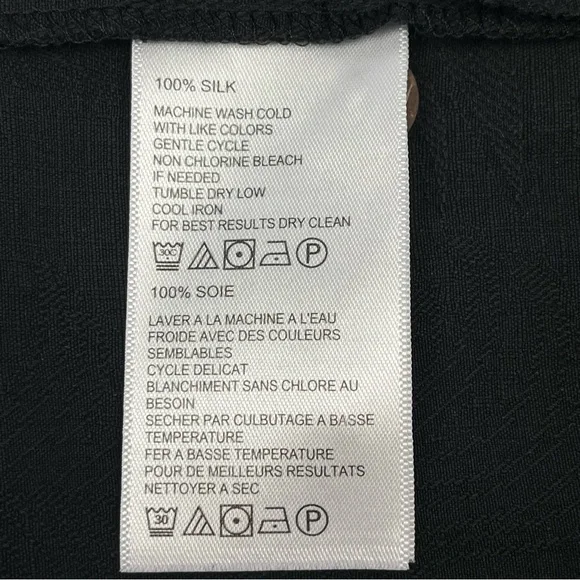 100% SILK
MACHINE WASH COLD
WITH LIKE COLORS
GENTLE CYCLE
NON CHLORINE BLEACH
IF NEEDED
TUMBLE DRY LOW
COOL IRON
FOR BEST RESULTS DRY CLEAN
30C P
100% SOIE
LAVER A LA MACHINE A L'EAU
FROIDE AVEC DES COULEURS
SEMBLABLES
CYCLE DELICAT
BLANCHIMENT SANS CHLORE AU
BESOIN
SECHER PAR CULBUTAGE A BASSE
TEMPERATURE
FER A BASSE TEMPERATURE
POUR DE MEILLEURS RESULTATS
NETTOYER A SEC
30 P